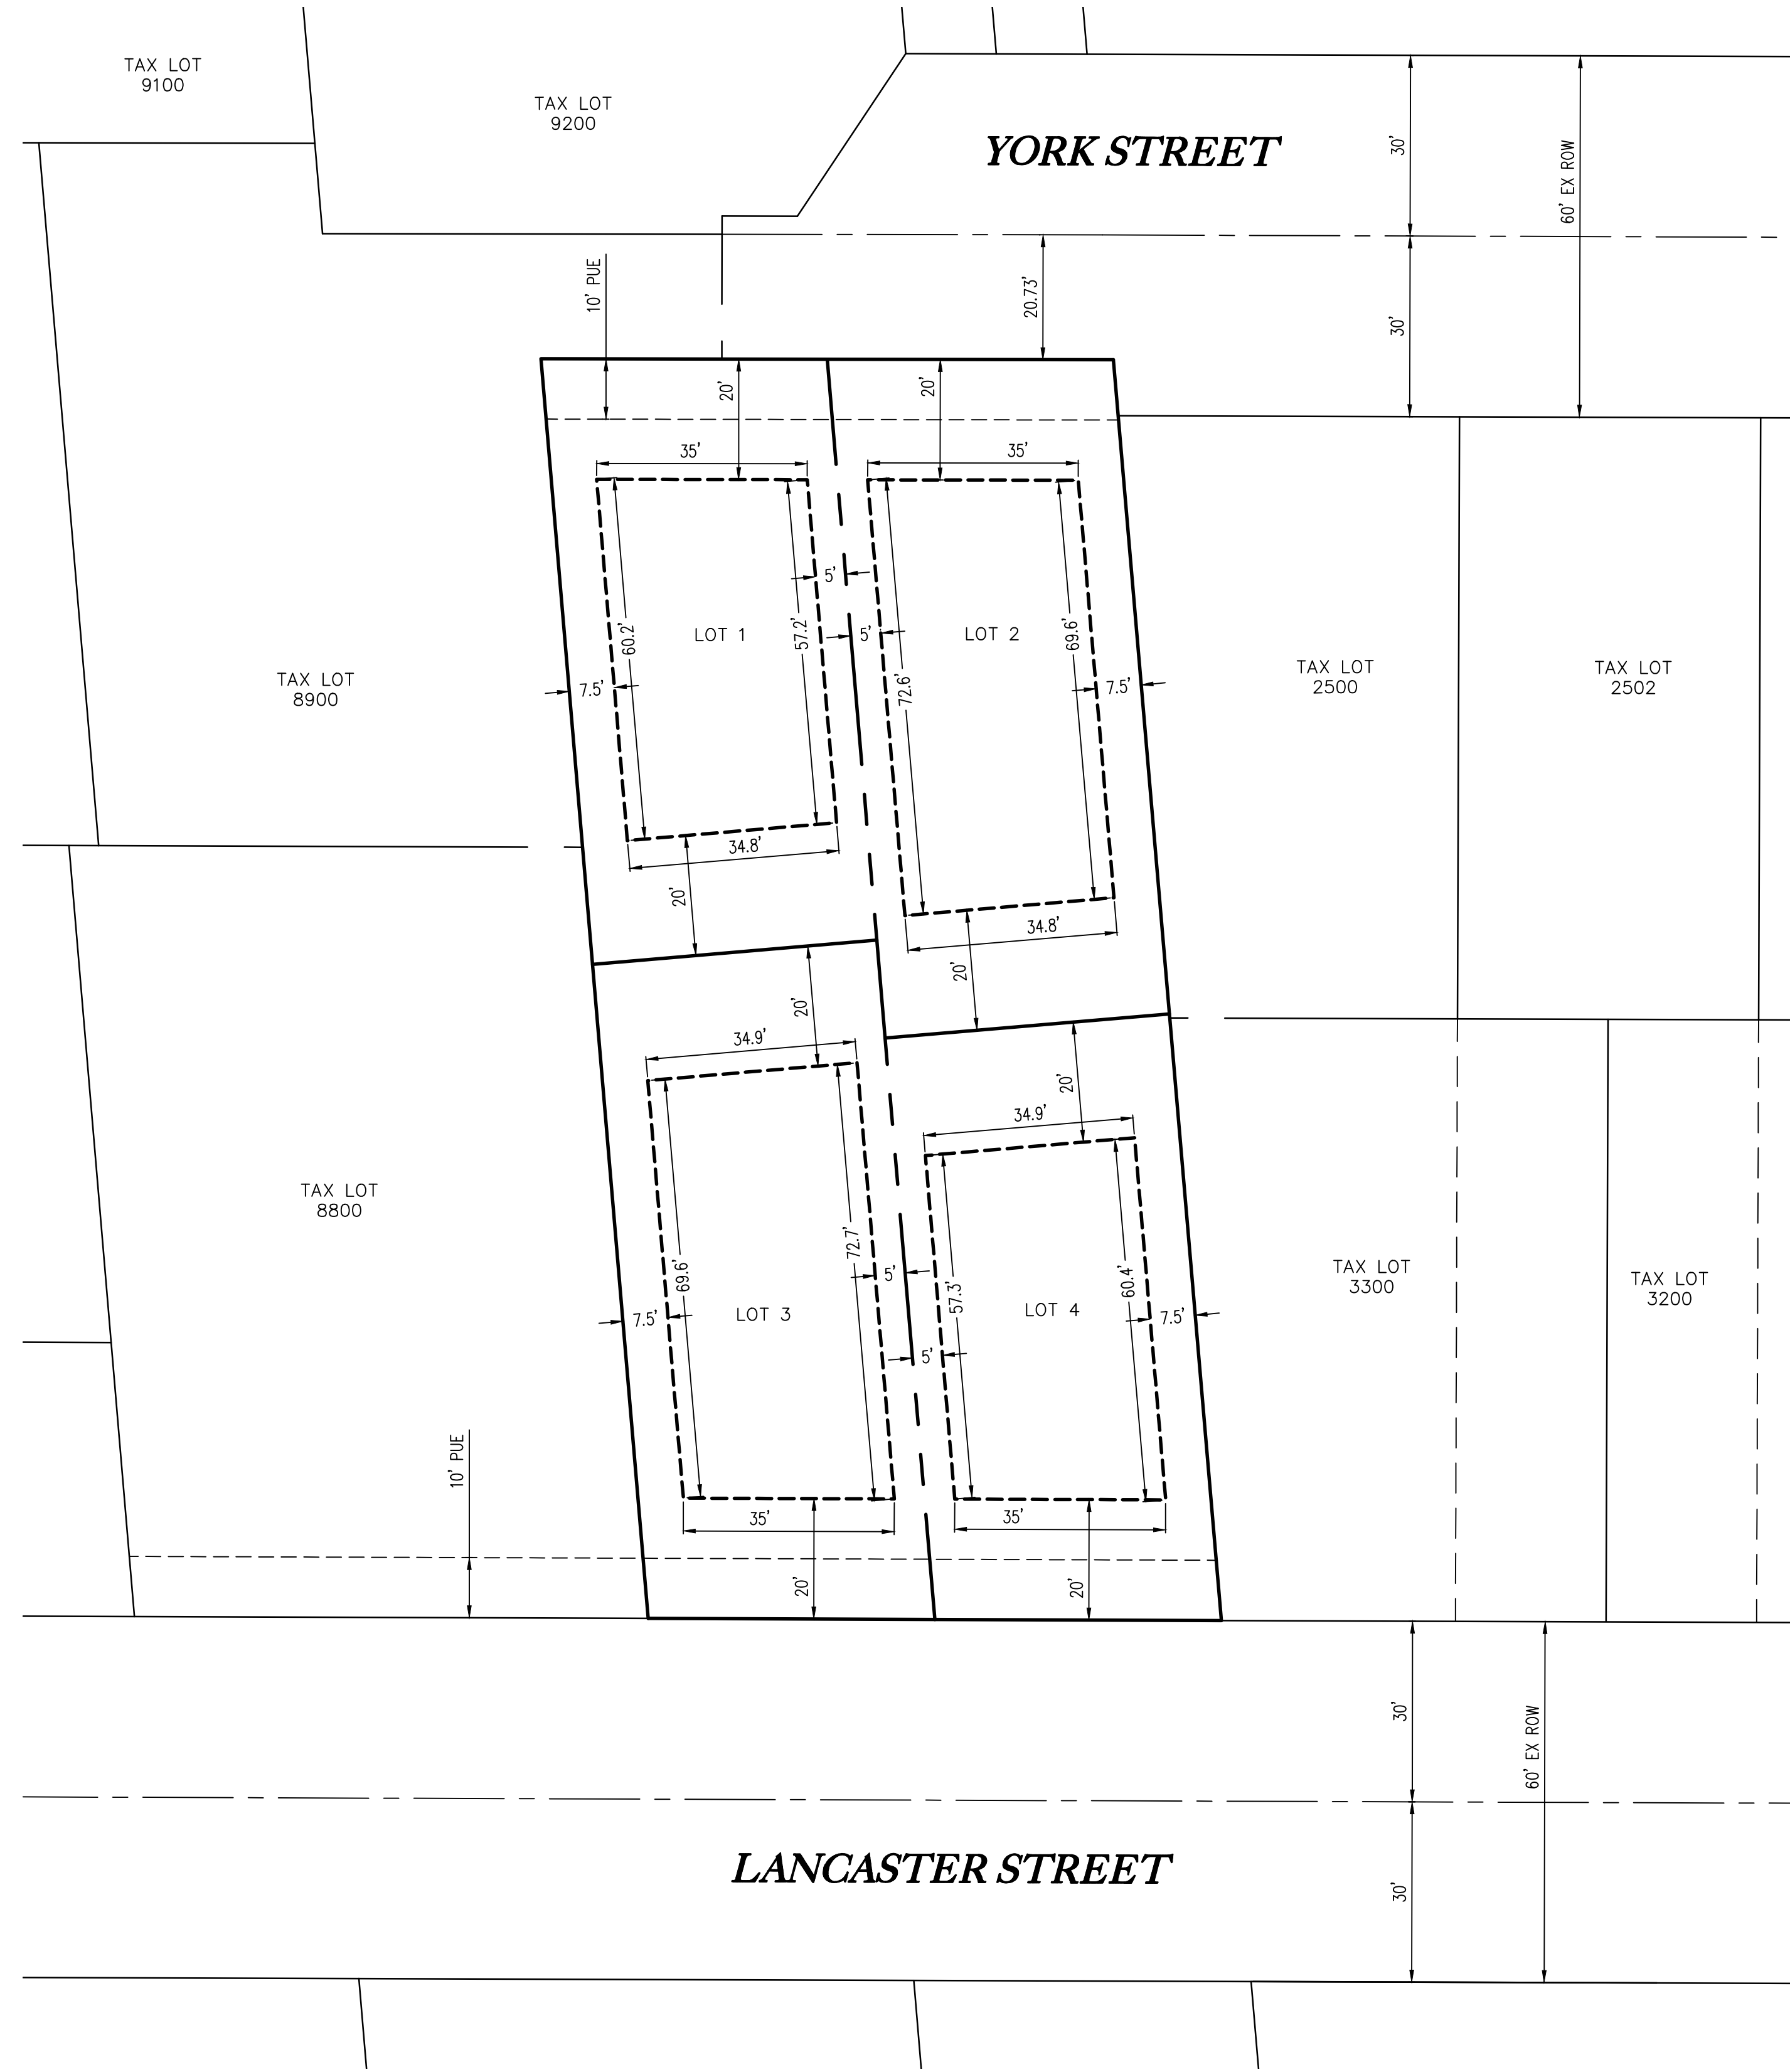 TAX LOT
9100
TAX LOT
9200
YORK STREET
30'
60' EX ROW
10' PUE
20.73'
30'
20'
20'
35'
35'
5'
60.2'
LOT 1
57.2'
5'
LOT 2
69.6'
TAX LOT
8900
7.5'
72.6'
7.5'
TAX LOT
2500
TAX LOT
2502
34.8'
20'
34.8'
20'
20'
34.9'
20'
34.9'
TAX LOT
8800
69.6'
72.7'
5'
57.3'
60.4'
TAX LOT
3300
TAX LOT
3200
7.5'
LOT 3
LOT 4
7.5'
5'
10' PUE
35'
35'
20'
20'
30'
60' EX ROW
LANCASTER STREET
30'